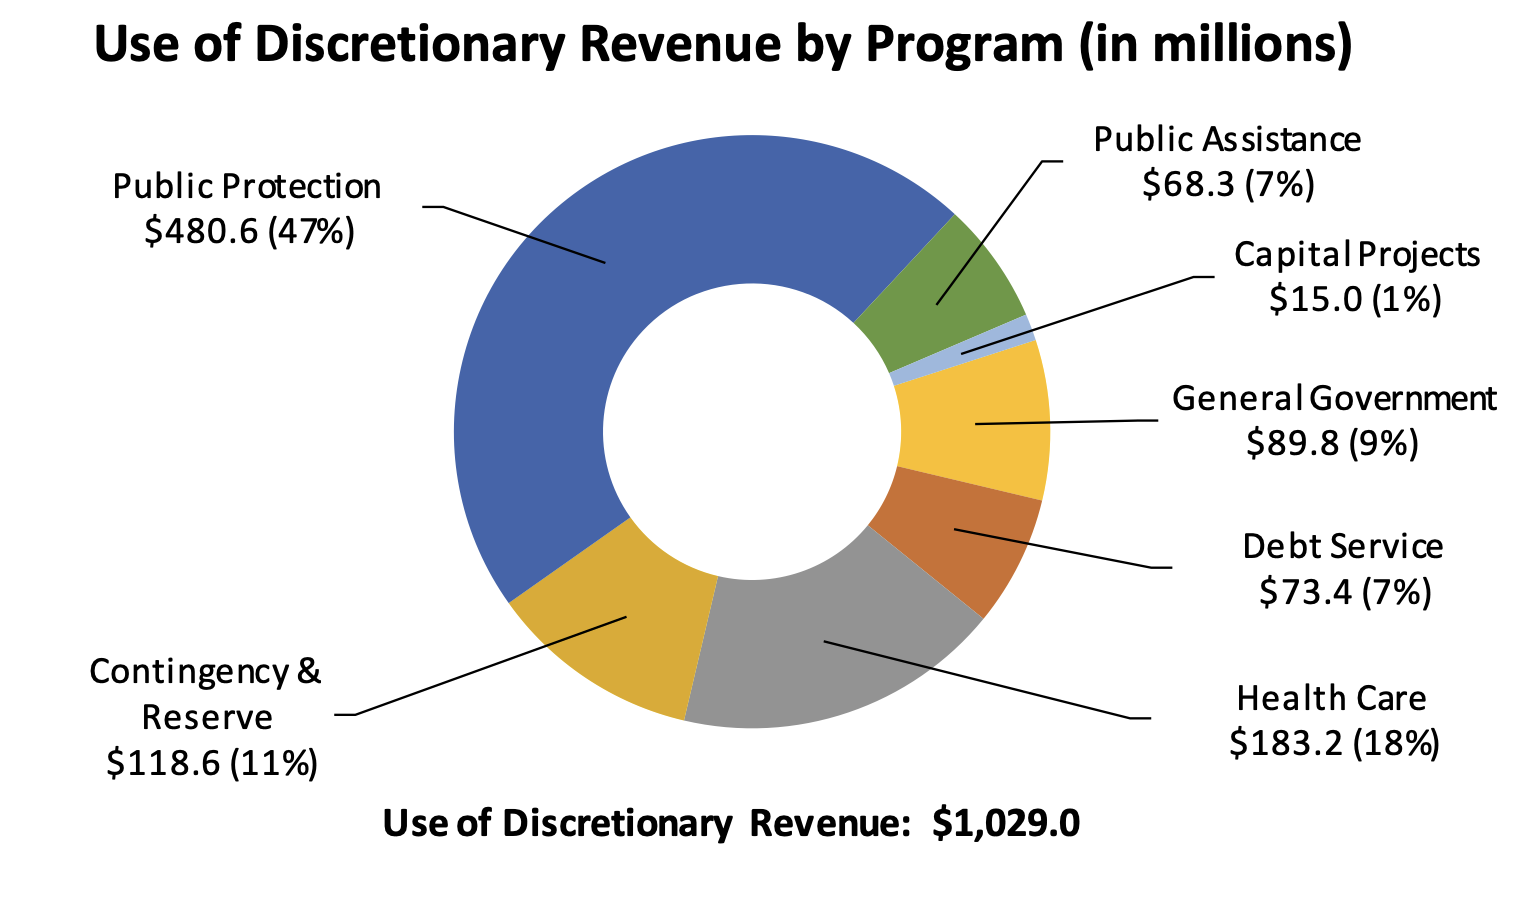 Use of Discretionary Revenue by Program (in millions)
Public Protection
$480.6 (47%)
Public Assistance
$68.3 (7%)
Capital Projects
$15.0 (1%)
General Government
$89.8 (9%)
Debt Service
$73.4 (7%)
Health Care
$183.2 (18%)
Contingency &
Reserve
$118.6 (11%)
Use of Discretionary Revenue: $1,029.0